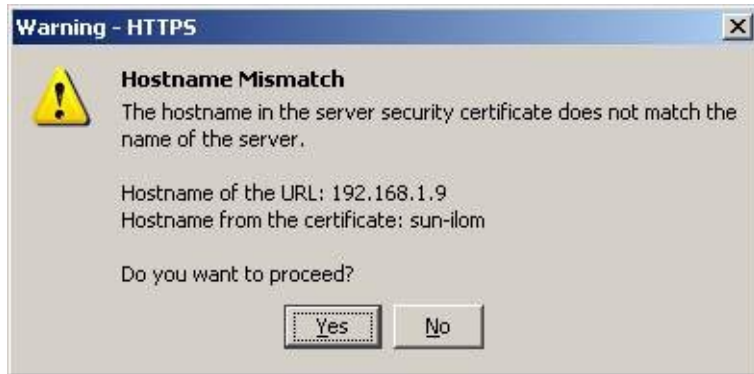 Warning - HTTPS
Hostname Mismatch
The hostname in the server security certificate does not match the
name of the server.
Hostname of the URL: 192.168.1.9
Hostname from the certificate: sun-ilom
Do you want to proceed?
Yes No